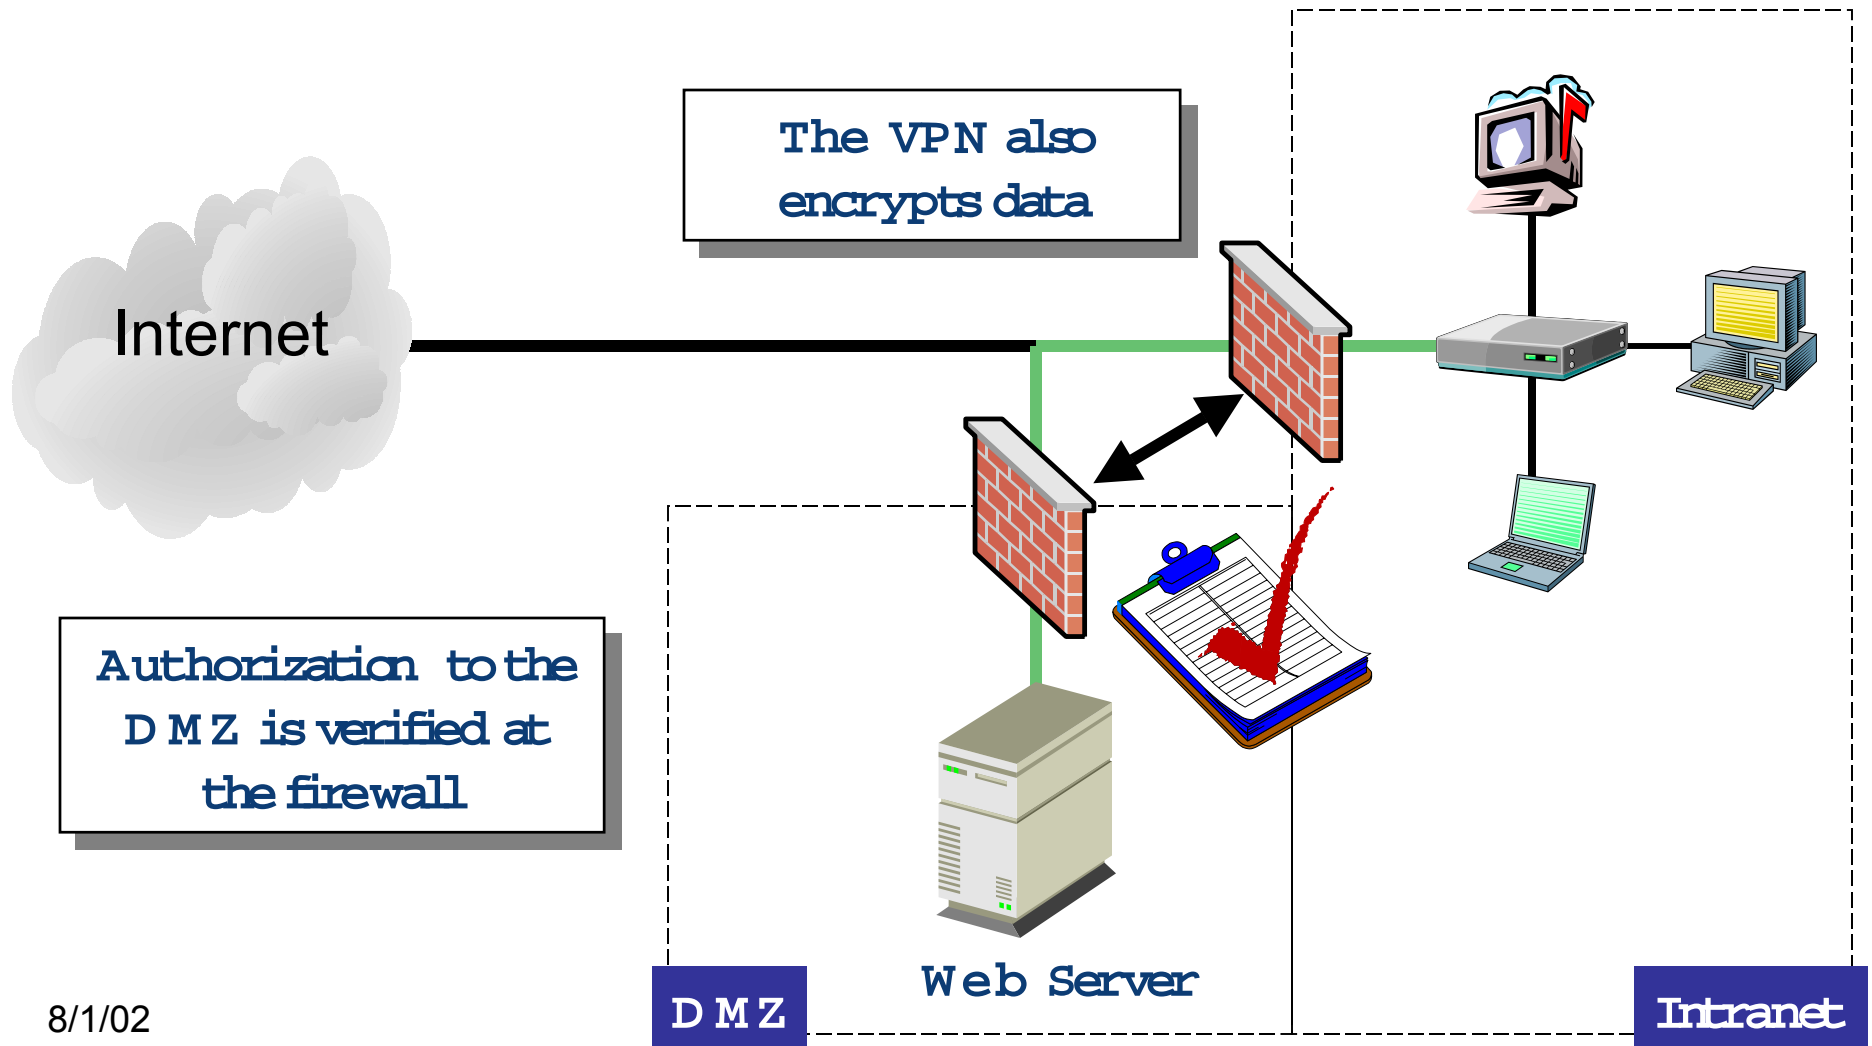 The VPN also
encrypts data
Internet
Authorization to the
DMZ is verified at
the firewall
Web Server
DMZ
Intranet
8/1/02